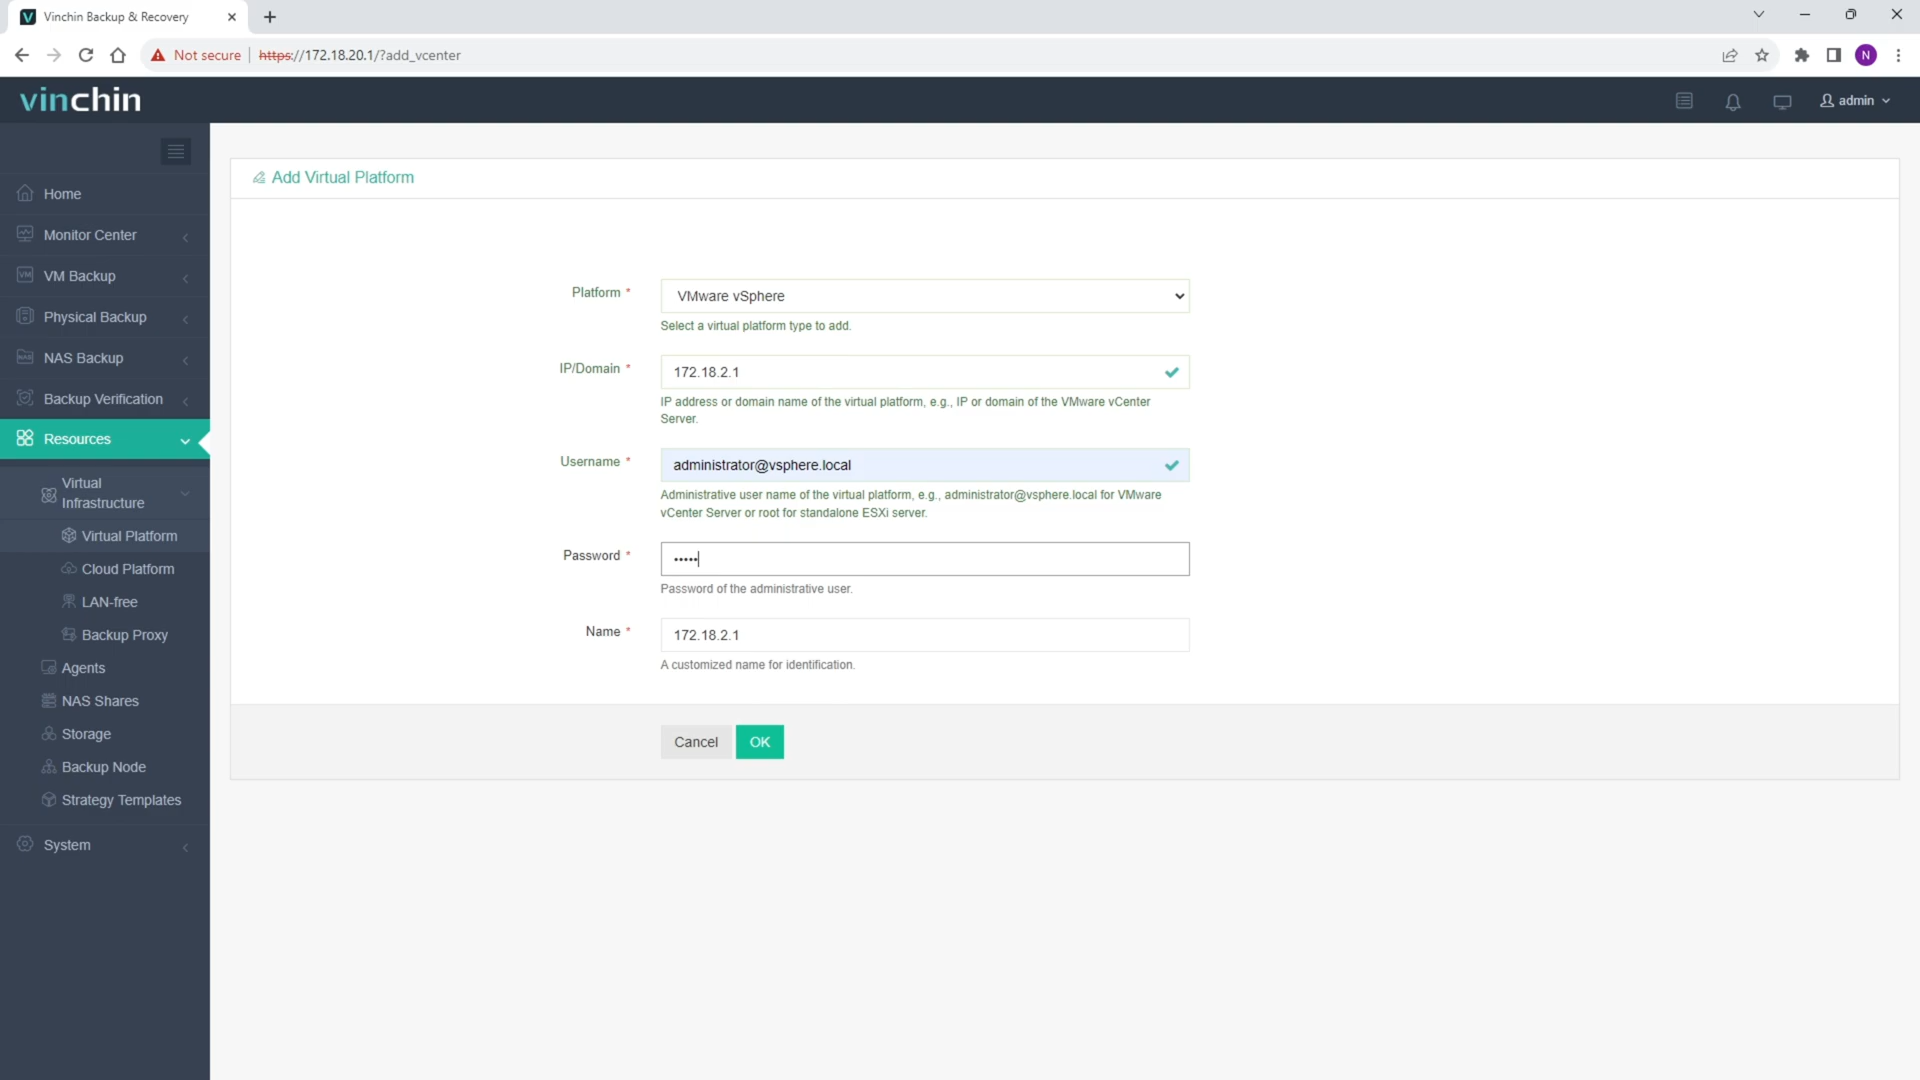 Vinchin Backup & Recovery
Not secure
https://172.18.20.1/?add_vcenter
N
vinchin
admin
Home
Monitor Center
VM Backup
Physical Backup
NAS Backup
Backup Verification
Resources
Virtual
Infrastructure
Virtual Platform
Cloud Platform
LAN-free
Backup Proxy
Agents
NAS Shares
Storage
Backup Node
Strategy Templates
System
Add Virtual Platform
Platform *
VMware vSphere
Select a virtual platform type to add.
IP/Domain *
172.18.2.1
IP address or domain name of the virtual platform, e.g., IP or domain of the VMware vCenter
Server.
Username *
administrator@vsphere.local
Administrative user name of the virtual platform, e.g., administrator@vsphere.local for VMware
vCenter Server or root for standalone ESXi server.
Password *
•••••
Password of the administrative user.
Name *
172.18.2.1
A customized name for identification.
Cancel
OK